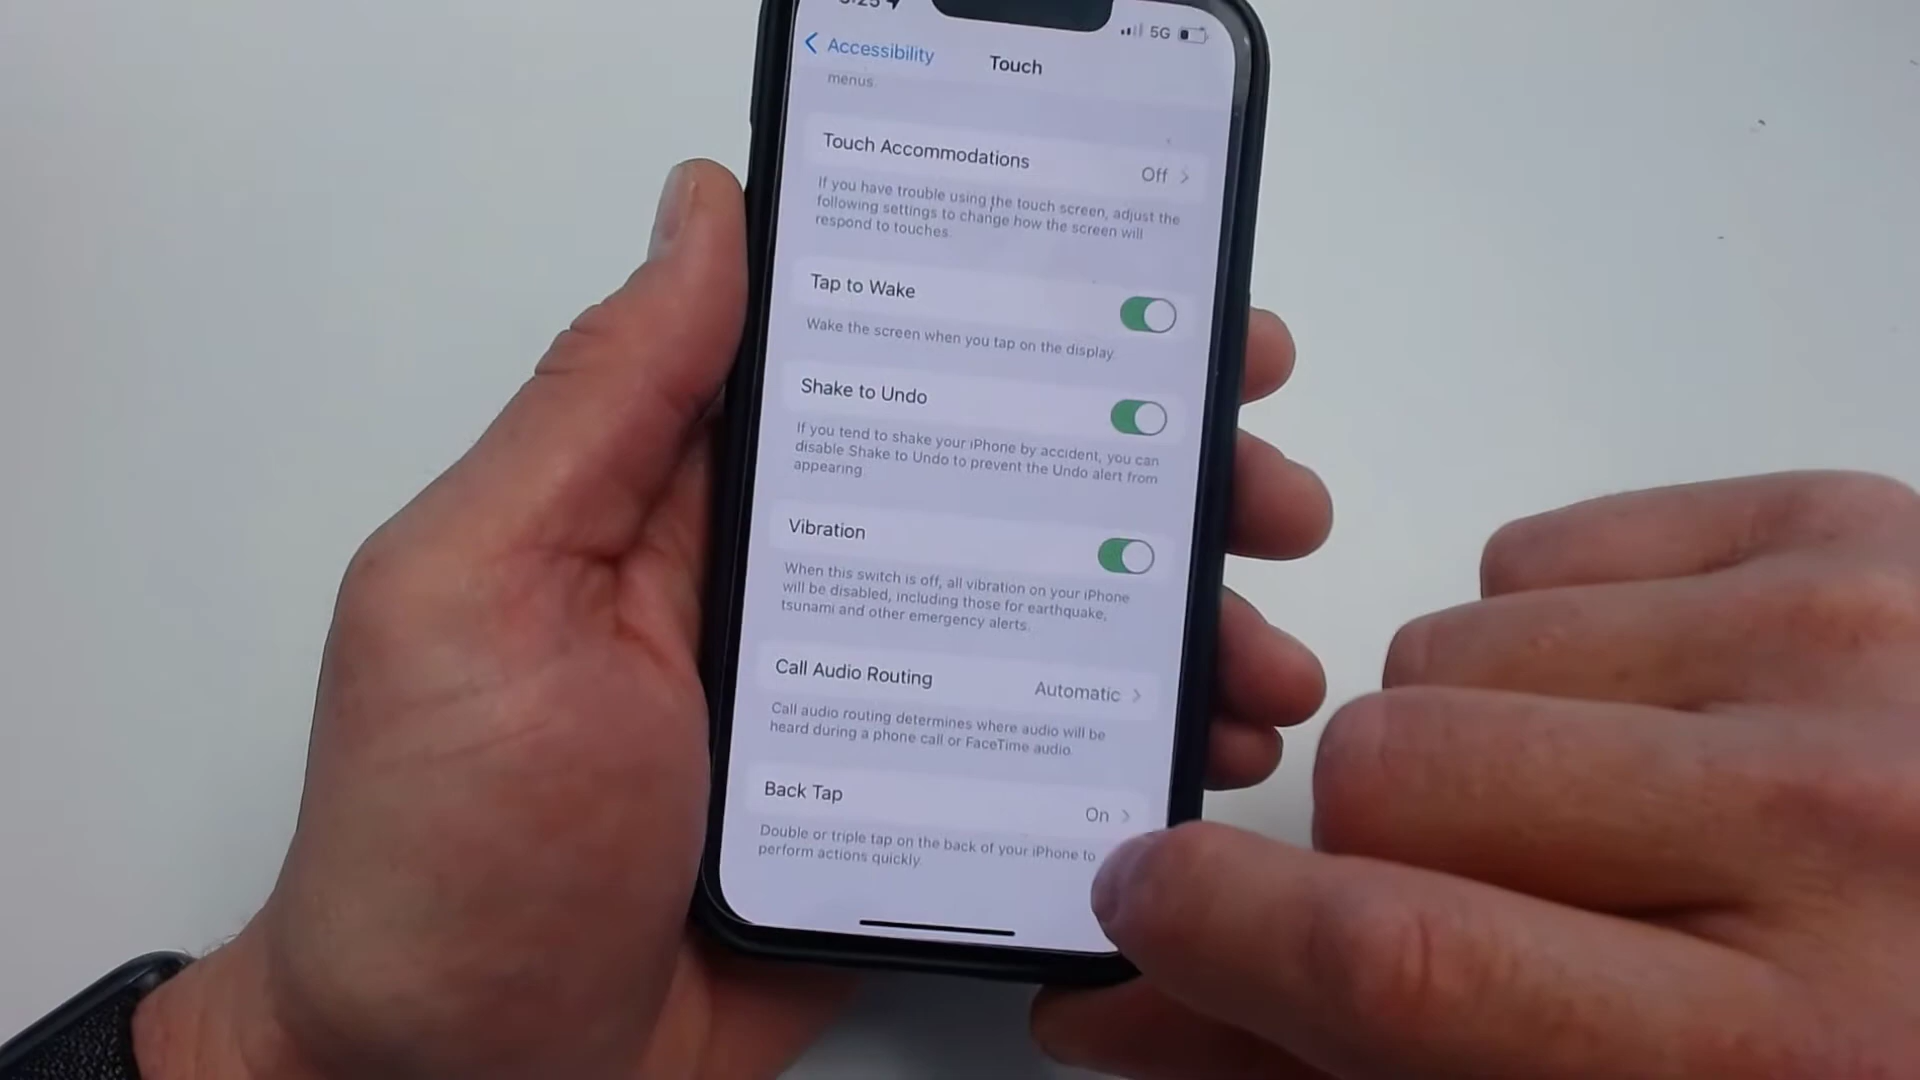 5G
Accessibility
Touch
menus.
Touch Accommodations
Off
If you have trouble using the touch screen, adjust the
following settings to change how the screen will
respond to touches.
Tap to Wake
Wake the screen when you tap on the display.
Shake to Undo
If you tend to shake your iPhone by accident, you can
disable Shake to Undo to prevent the Undo alert from
appearing.
Vibration
When this switch is off, all vibration on your iPhone
will be disabled, including those for earthquake,
tsunami and other emergency alerts.
Call Audio Routing
Automatic
Call audio routing determines where audio will be
heard during a phone call or FaceTime audio.
Back Tap
On
Double or triple tap on the back of your iPhone to
perform actions quickly.